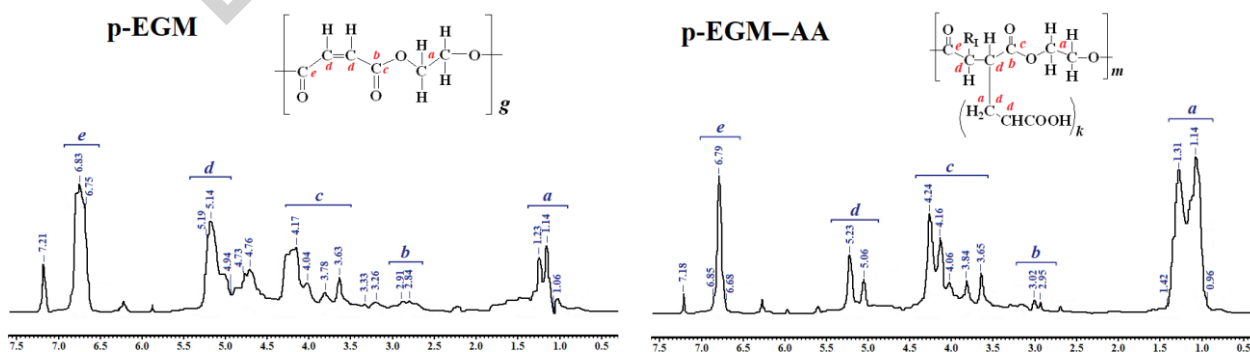 p-EGM
H H
b
C=C
C
O
H
a
C
O
e
C
d
d
c
C
H
O
O
H
H
g
e
6.83
6.75
7.21
d
5.19
5.14
4.94
4.73
4.76
c
4.17
4.04
3.78
3.63
3.33
3.26
b
2.91
2.84
a
1.23
1.14
1.06
7.5 7.0 6.5 6.0 5.5 5.0 4.5 4.0 3.5 3.0 2.5 2.0 1.5 1.0 0.5
p-EGM–AA
O R_I H O
c
C
e
C
C
C
d
d
b
O
H
a
C
H
C
H
O
m
a
d
d
(H₂C CHCOOH)k
e
6.79
6.85
6.68
7.18
d
5.23
5.06
c
4.24
4.16
4.06
3.84
3.65
b
3.02
2.95
a
1.31
1.14
1.42
0.96
7.5 7.0 6.5 6.0 5.5 5.0 4.5 4.0 3.5 3.0 2.5 2.0 1.5 1.0 0.5